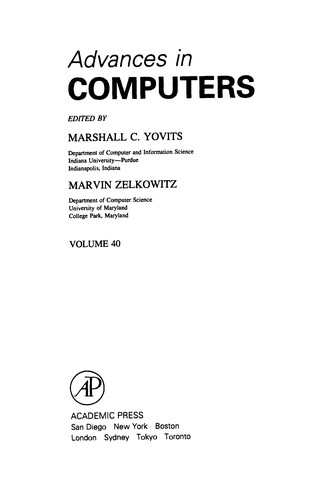 Advances in
COMPUTERS
EDITED BY
MARSHALL C. YOVITS
Department of Computer and Information Science
Indiana University—Purdue
Indianapolis, Indiana
MARVIN ZELKOWITZ
Department of Computer Science
University of Maryland
College Park, Maryland
VOLUME 40
AP
ACADEMIC PRESS
San Diego New York Boston
London Sydney Tokyo Toronto